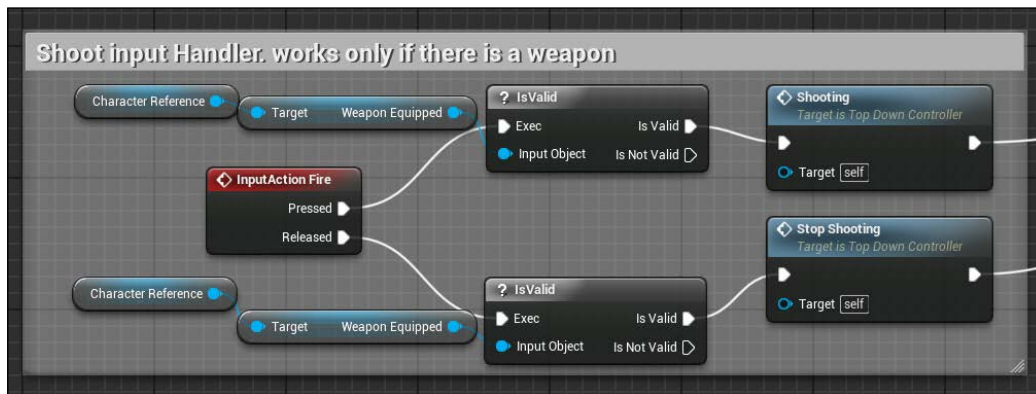 Shoot input Handler. works only if there is a weapon
Character Reference
Target Weapon Equipped
? IsValid
Exec Is Valid
Input Object Is Not Valid
Shooting
Target is Top Down Controller
Target self
InputAction Fire
Pressed
Released
Character Reference
Target Weapon Equipped
? IsValid
Exec Is Valid
Input Object Is Not Valid
Stop Shooting
Target is Top Down Controller
Target self